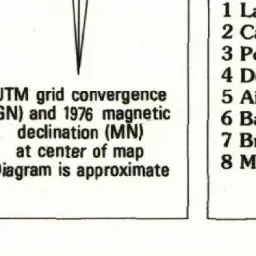 UTM grid convergence
(GN) and 1976 magnetic
declination (MN)
at center of map
Diagram is approximate
1 La
2 Ca
3 Po
4 D
5 Ai
6 Ba
7 Br
8 M